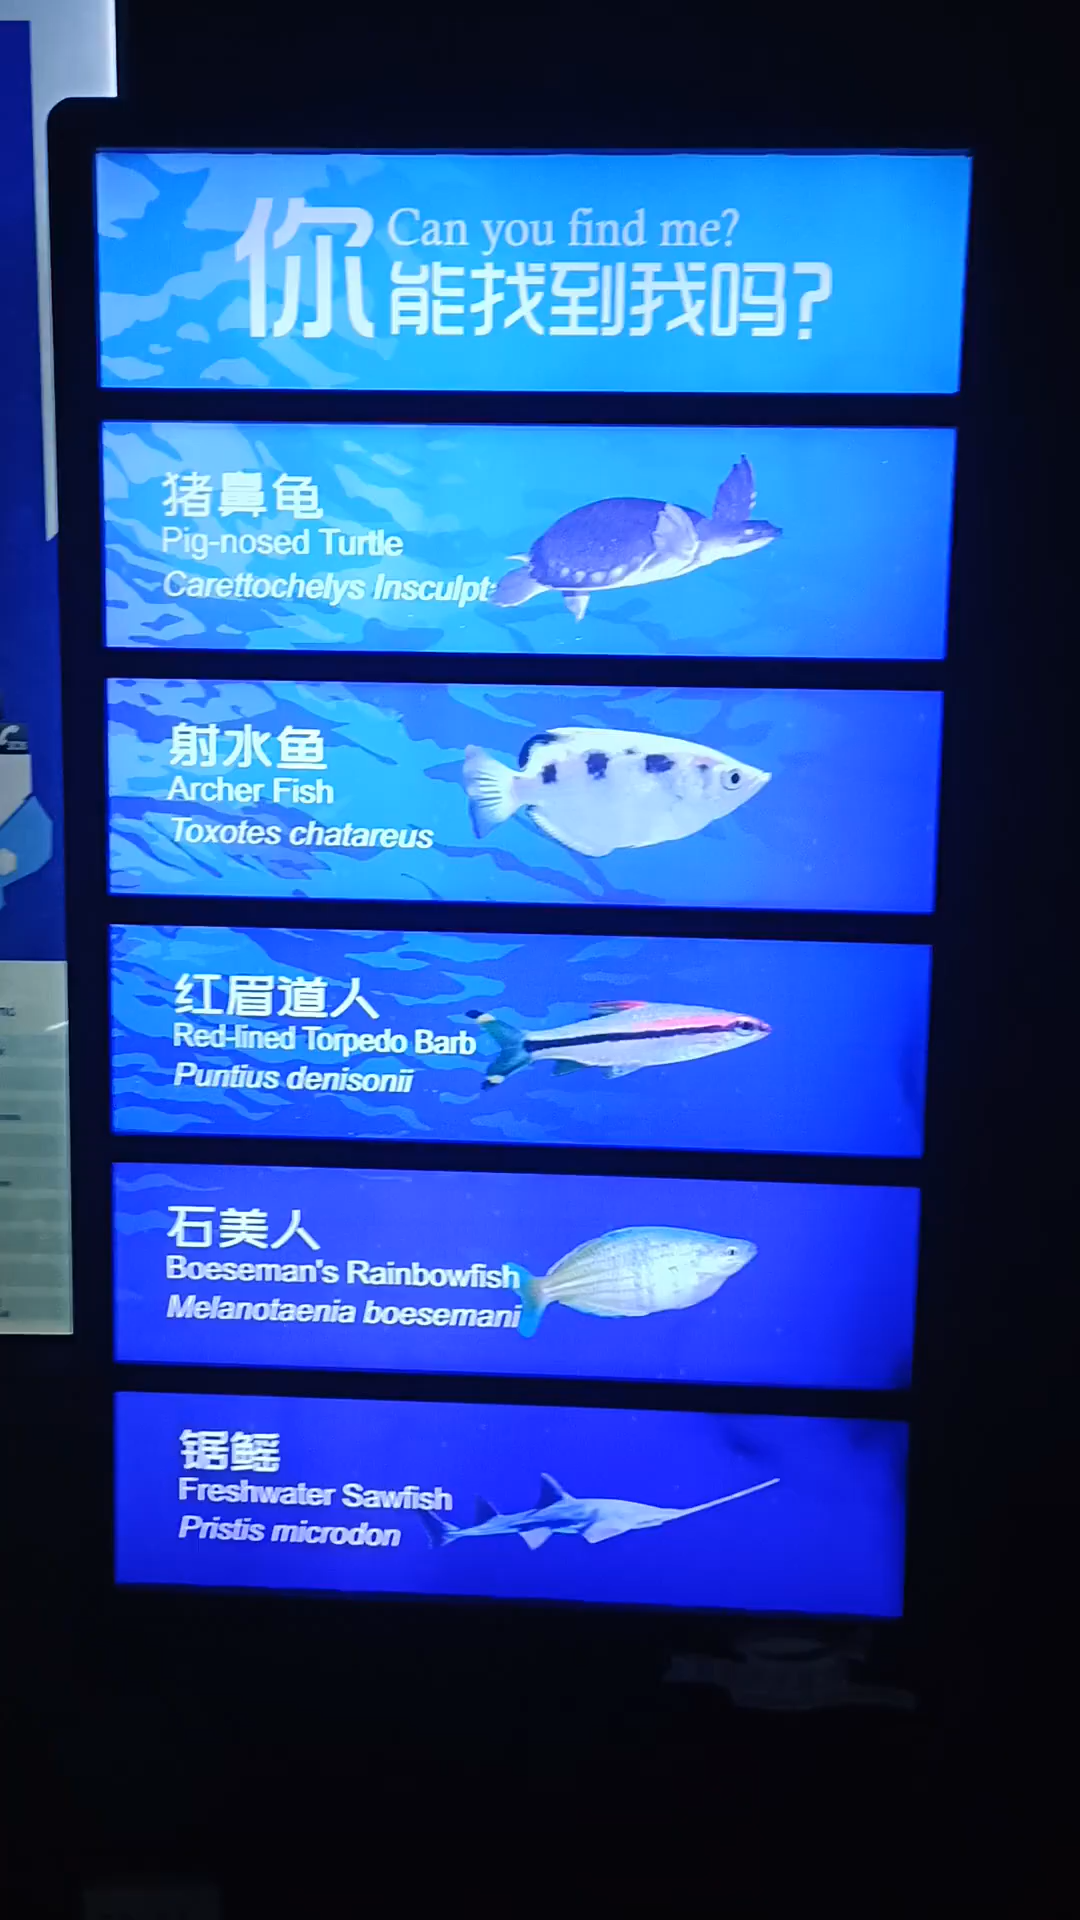 Can you find me?
你能找到我吗?
猪鼻龟
Pig-nosed Turtle
Carettochelys Insculpt
射水鱼
Archer Fish
Toxotes chatareus
红眉道人
Red-lined Torpedo Barb
Puntius denisonii
石美人
Boeseman's Rainbowfish
Melanotaenia boesemani
锯鳐
Freshwater Sawfish
Pristis microdon